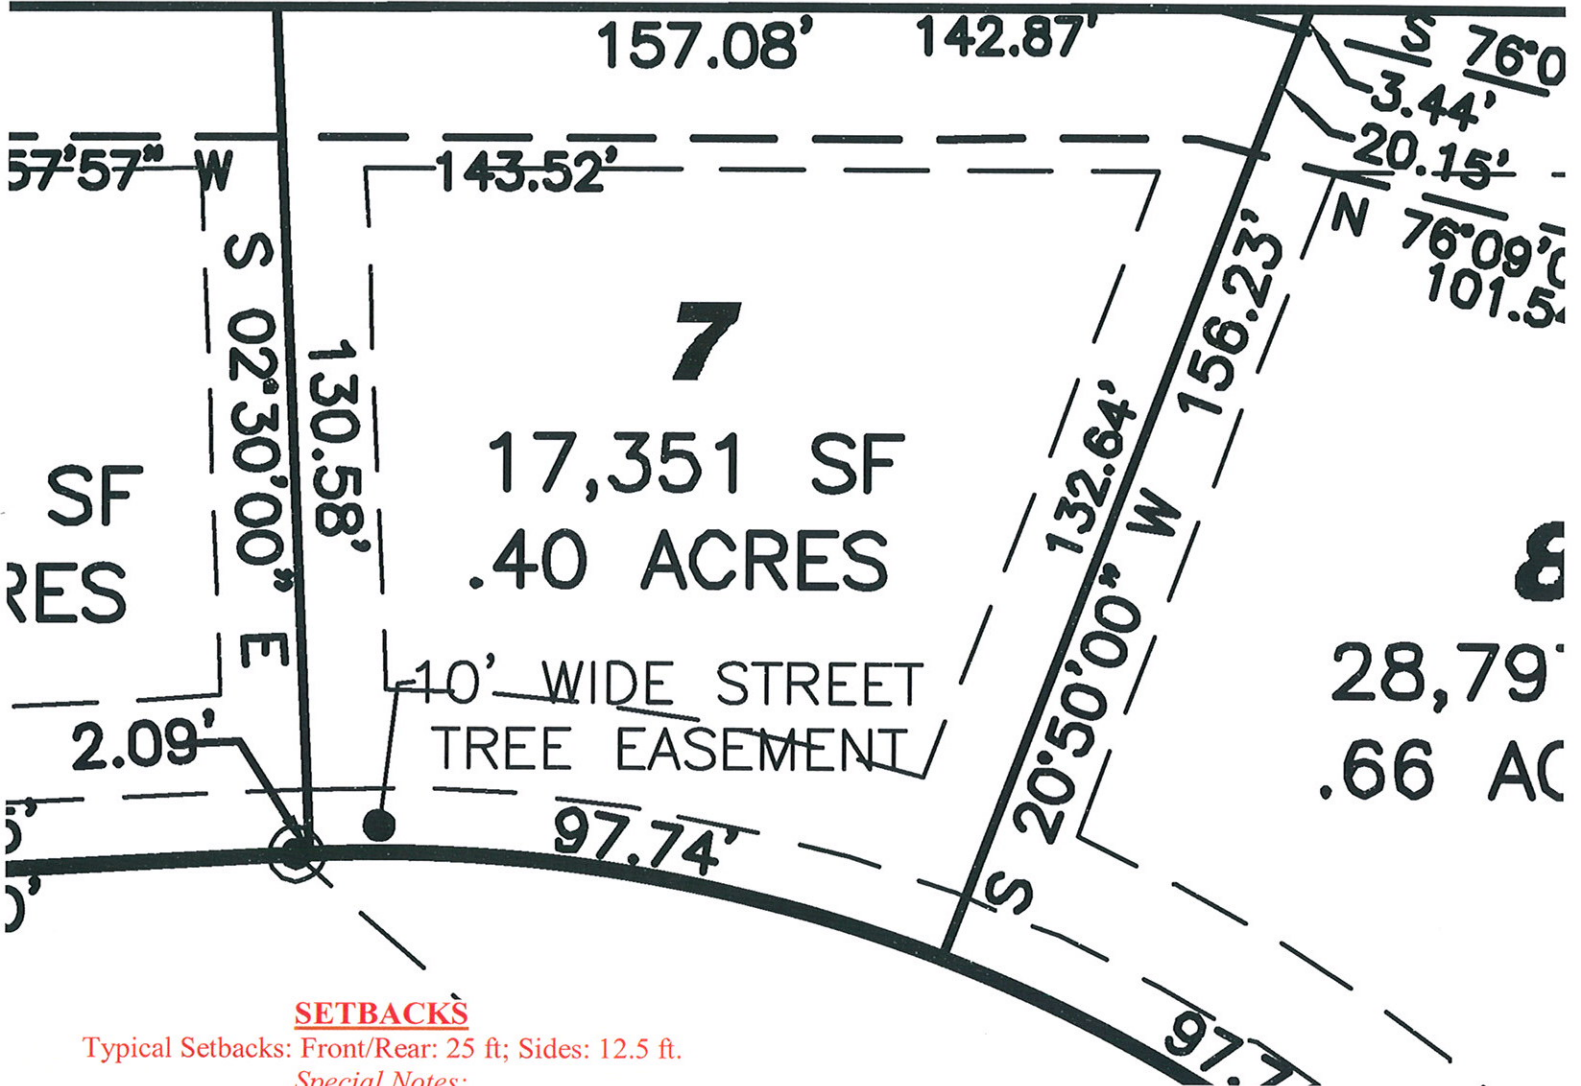 157.08'
142.87'
S 76°0
3.44'
20.15'
57'57" W
143.52'
N 76°09'0
101.5
S 02°30'00" E
130.58'
7
17,351 SF
.40 ACRES
156.23'
132.64'
S 20°50'00" W
SF
RES
8
28,79
.66 AC
10' WIDE STREET
TREE EASEMENT
2.09'
97.74'
5'
0'
97.7
SETBACKS
Typical Setbacks: Front/Rear: 25 ft; Sides: 12.5 ft.
Special Notes: